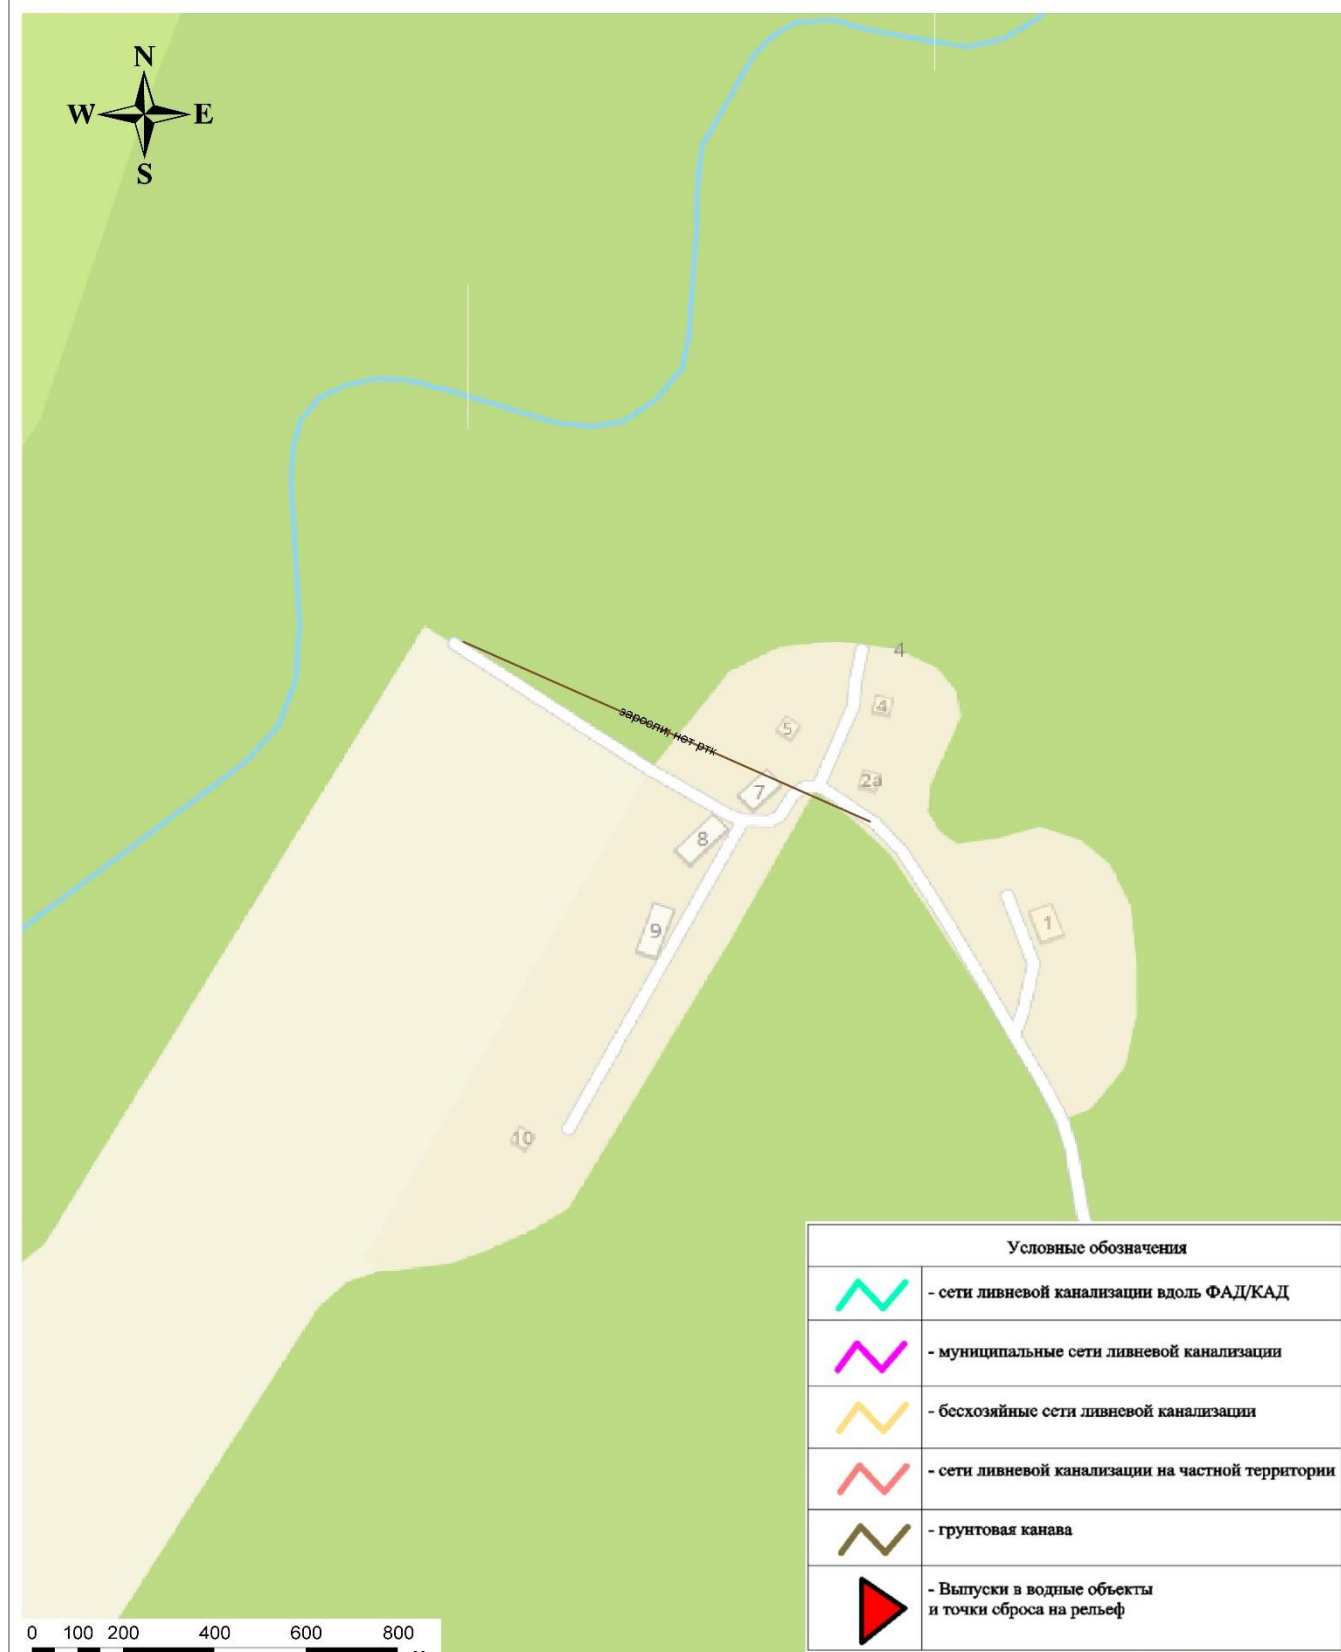 N
W E
S
4
4
5
2а
7
8
9
1
10
заросли, нет ртк
Условные обозначения
- сети ливневой канализации вдоль ФАД/КАД
- муниципальные сети ливневой канализации
- бесхозяйные сети ливневой канализации
- сети ливневой канализации на частной территории
- грунтовая канава
- Выпуски в водные объекты
и точки сброса на рельеф
0 100 200 400 600 800